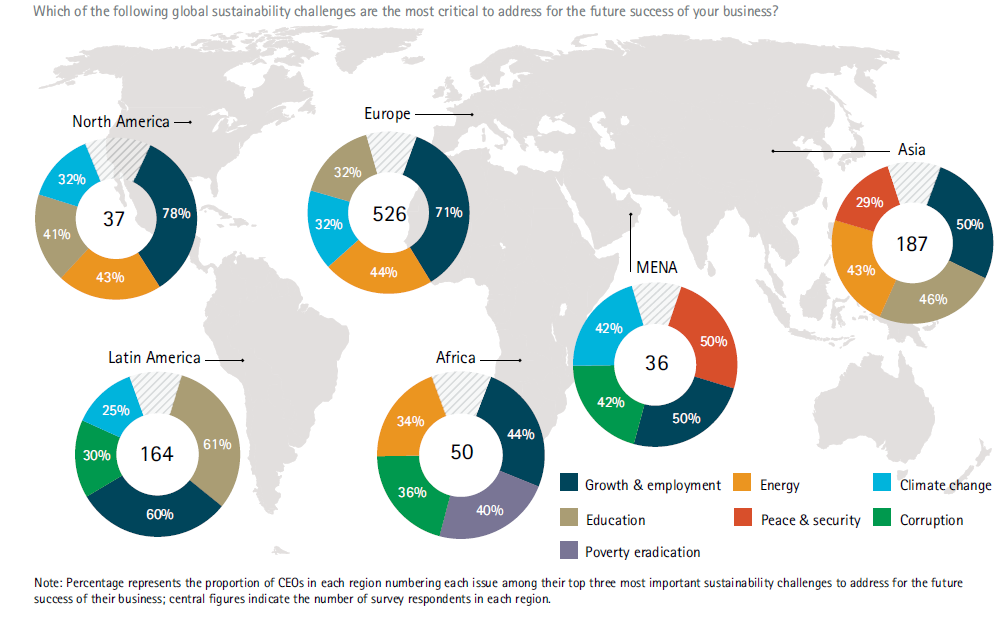 Which of the following global sustainability challenges are the most critical to address for the future success of your business?
North America
32%
78%
37
41%
43%
Europe
32%
32%
526
71%
44%
Asia
29%
50%
187
43%
46%
MENA
42%
50%
36
42%
50%
Latin America
25%
61%
164
30%
60%
Africa
34%
44%
50
36%
40%
Growth & employment
Energy
Climate change
Education
Peace & security
Corruption
Poverty eradication
Note: Percentage represents the proportion of CEOs in each region numbering each issue among their top three most important sustainability challenges to address for the future
success of their business; central figures indicate the number of survey respondents in each region.